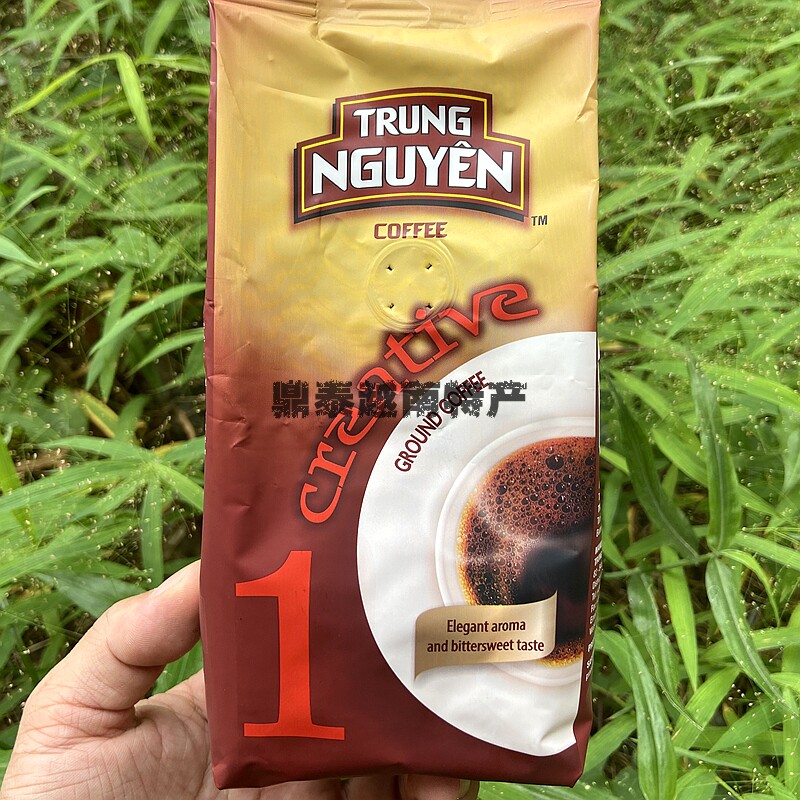 TRUNG
NGUYÊN
TM
COFFEE
creative
鼎泰越南特产
GROUND COFFEE
1
Elegant aroma
and bittersweet taste